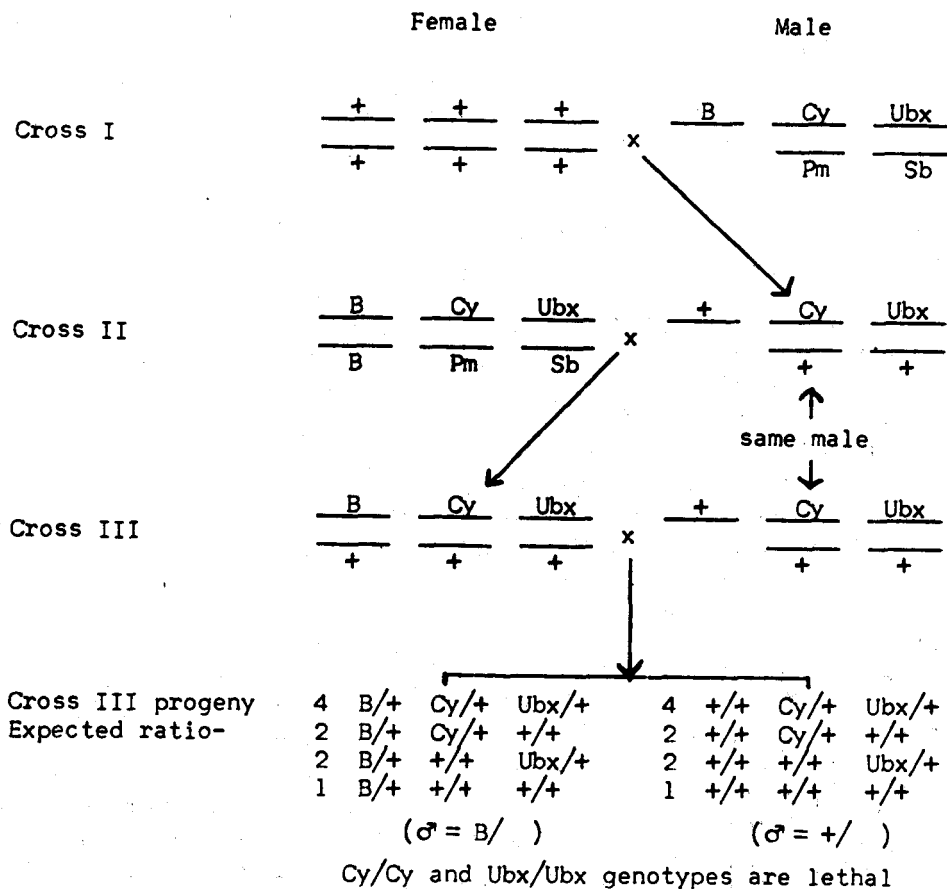 Female Male
+ + + B Cy Ubx
Cross I x
+ + + Pm Sb
B Cy Ubx + Cy Ubx
Cross II x
B Pm Sb + +
same male
B Cy Ubx + Cy Ubx
Cross III x
+ + + + +
Cross III progeny 4 B/+ Cy/+ Ubx/+ 4 +/+ Cy/+ Ubx/+
Expected ratio- 2 B/+ Cy/+ +/+ 2 +/+ Cy/+ +/+
2 B/+ +/+ Ubx/+ 2 +/+ +/+ Ubx/+
1 B/+ +/+ +/+ 1 +/+ +/+ +/+
(♂ = B/ ) (♂ = +/ )
Cy/Cy and Ubx/Ubx genotypes are lethal